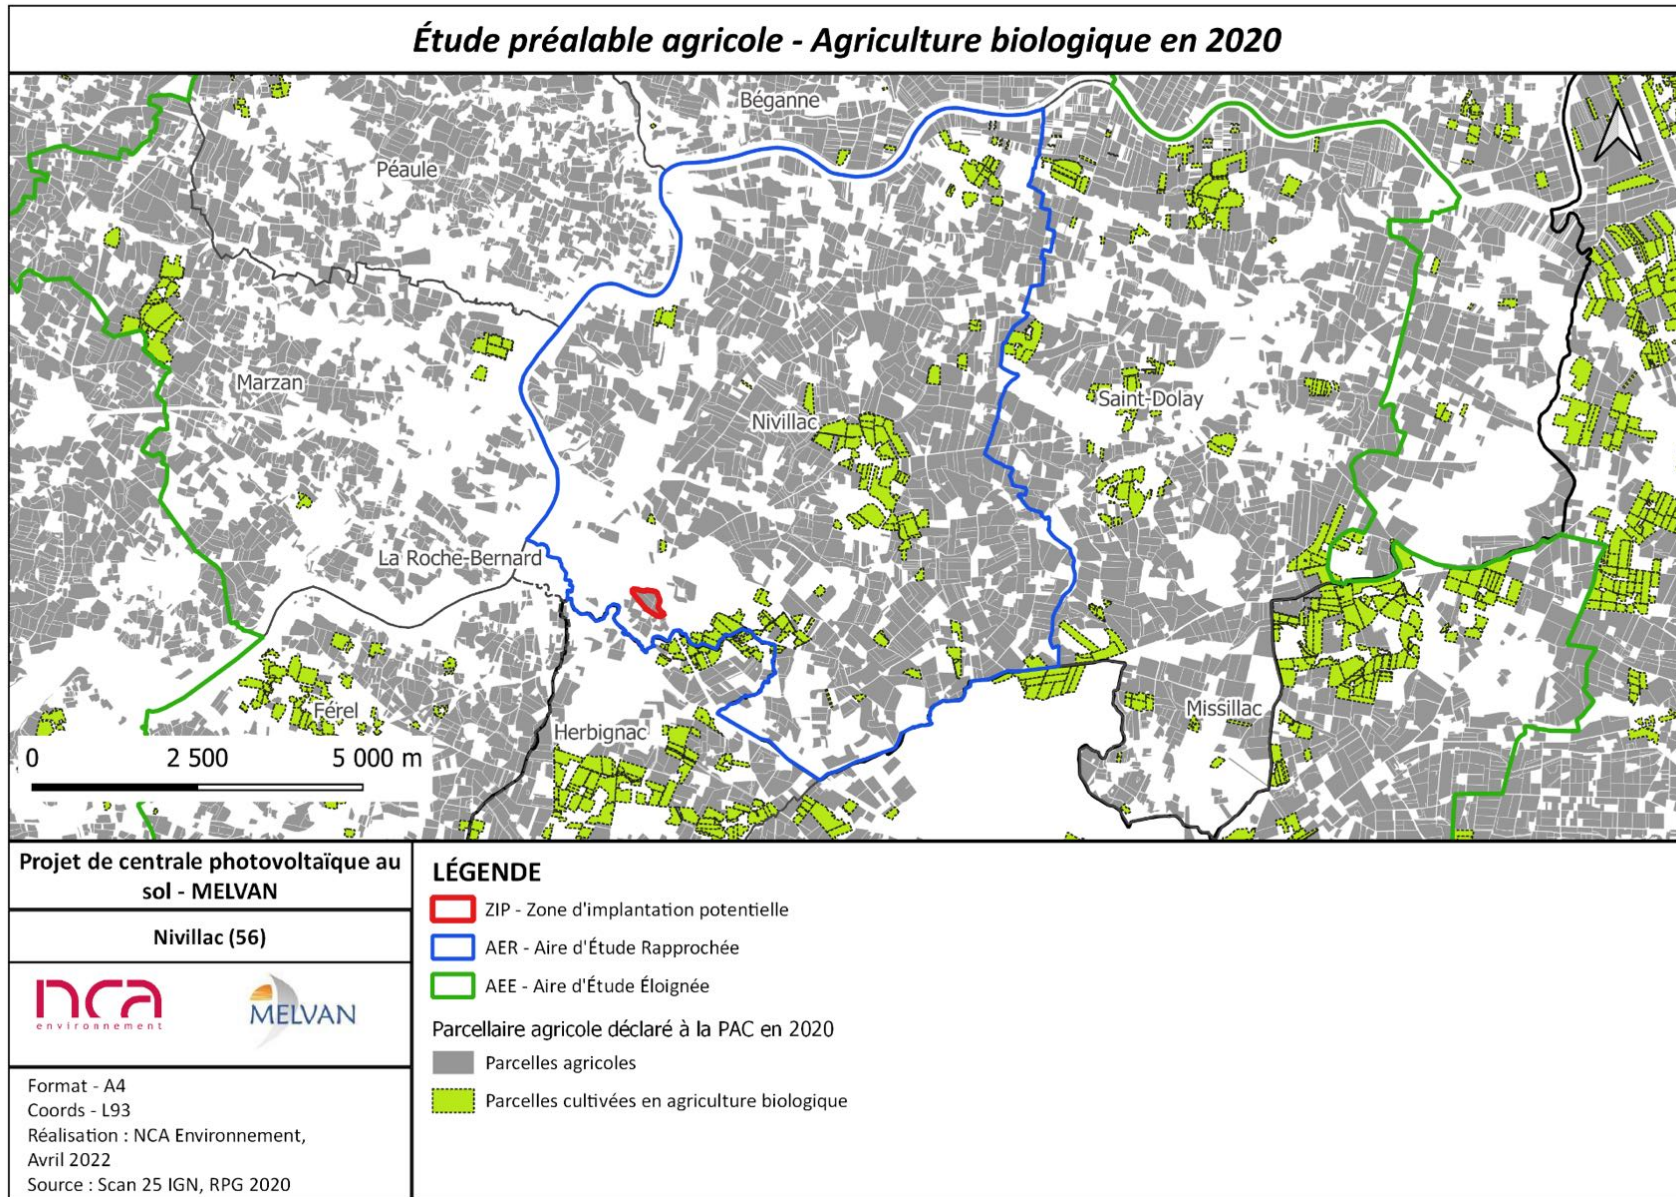 Étude préalable agricole - Agriculture biologique en 2020
Béganne
Péaule
Marzan
Nivillac
Saint-Dolay
La Roche-Bernard
Férel
Herbignac
Missillac
0 2 500 5 000 m
Projet de centrale photovoltaïque au
sol - MELVAN
Nivillac (56)
nca
environnement
MELVAN
Format - A4
Coords - L93
Réalisation : NCA Environnement,
Avril 2022
Source : Scan 25 IGN, RPG 2020
LÉGENDE
ZIP - Zone d'implantation potentielle
AER - Aire d'Étude Rapprochée
AEE - Aire d'Étude Éloignée
Parcellaire agricole déclaré à la PAC en 2020
Parcelles agricoles
Parcelles cultivées en agriculture biologique